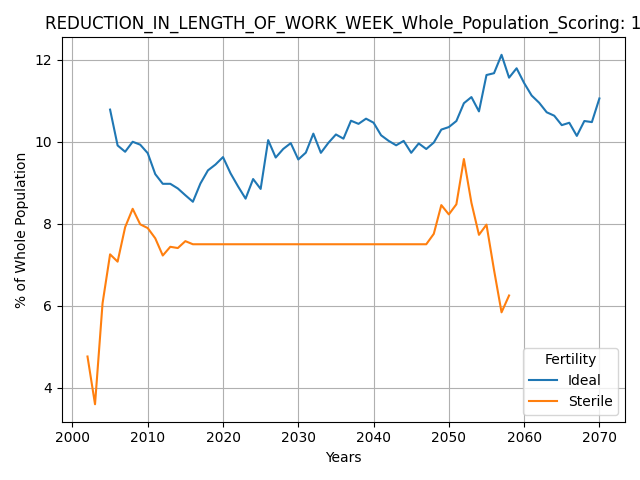 REDUCTION_IN_LENGTH_OF_WORK_WEEK_Whole_Population_Scoring: 1
% of Whole Population
12
10
8
6
4
2000 2010 2020 2030 2040 2050 2060 2070
Years
Fertility
Ideal
Sterile